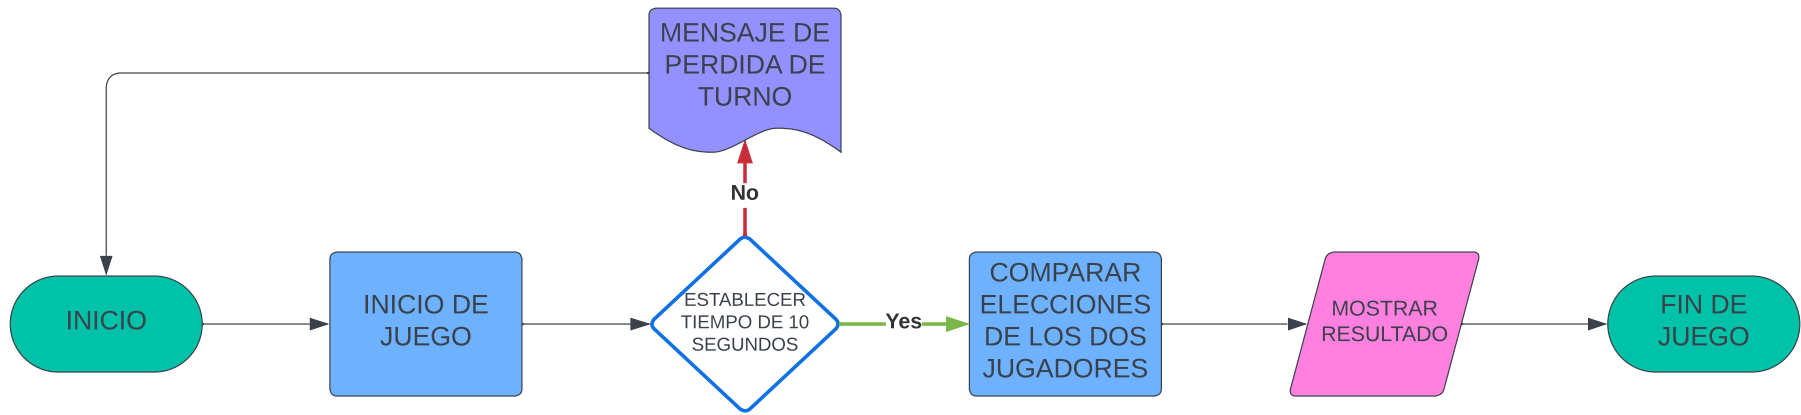 MENSAJE DE
PERDIDA DE
TURNO
No
INICIO
INICIO DE
JUEGO
ESTABLECER
TIEMPO DE 10
SEGUNDOS
Yes
COMPARAR
ELECCIONES
DE LOS DOS
JUGADORES
MOSTRAR
RESULTADO
FIN DE
JUEGO